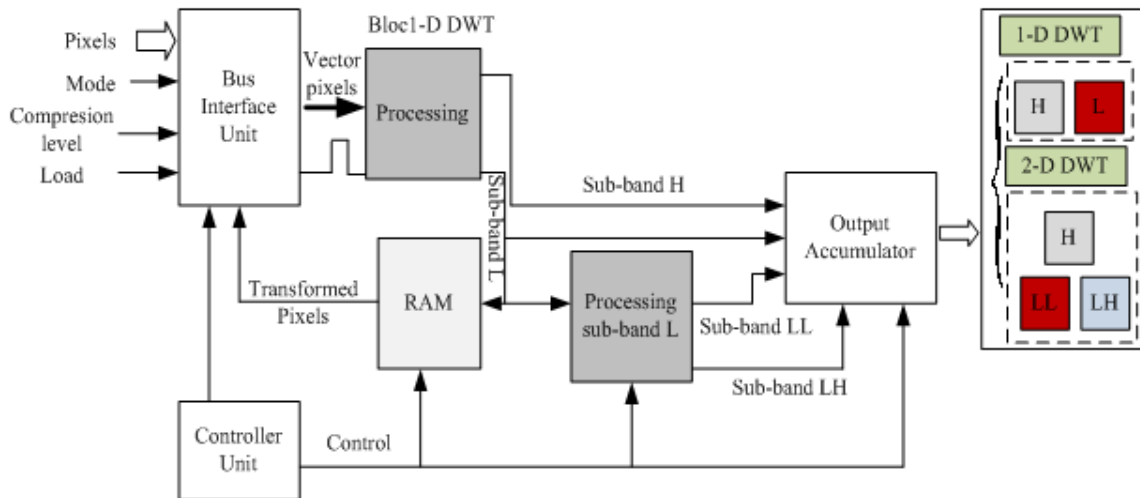 Bloc1-D DWT
Pixels
Mode
Compresion
level
Load
Bus
Interface
Unit
Vector
pixels
Processing
Sub-band H
Sub-band L
Output
Accumulator
Transformed
Pixels
RAM
Processing
sub-band L
Sub-band LL
Sub-band LH
Controller
Unit
Control
1-D DWT
H
L
2-D DWT
H
LL
LH